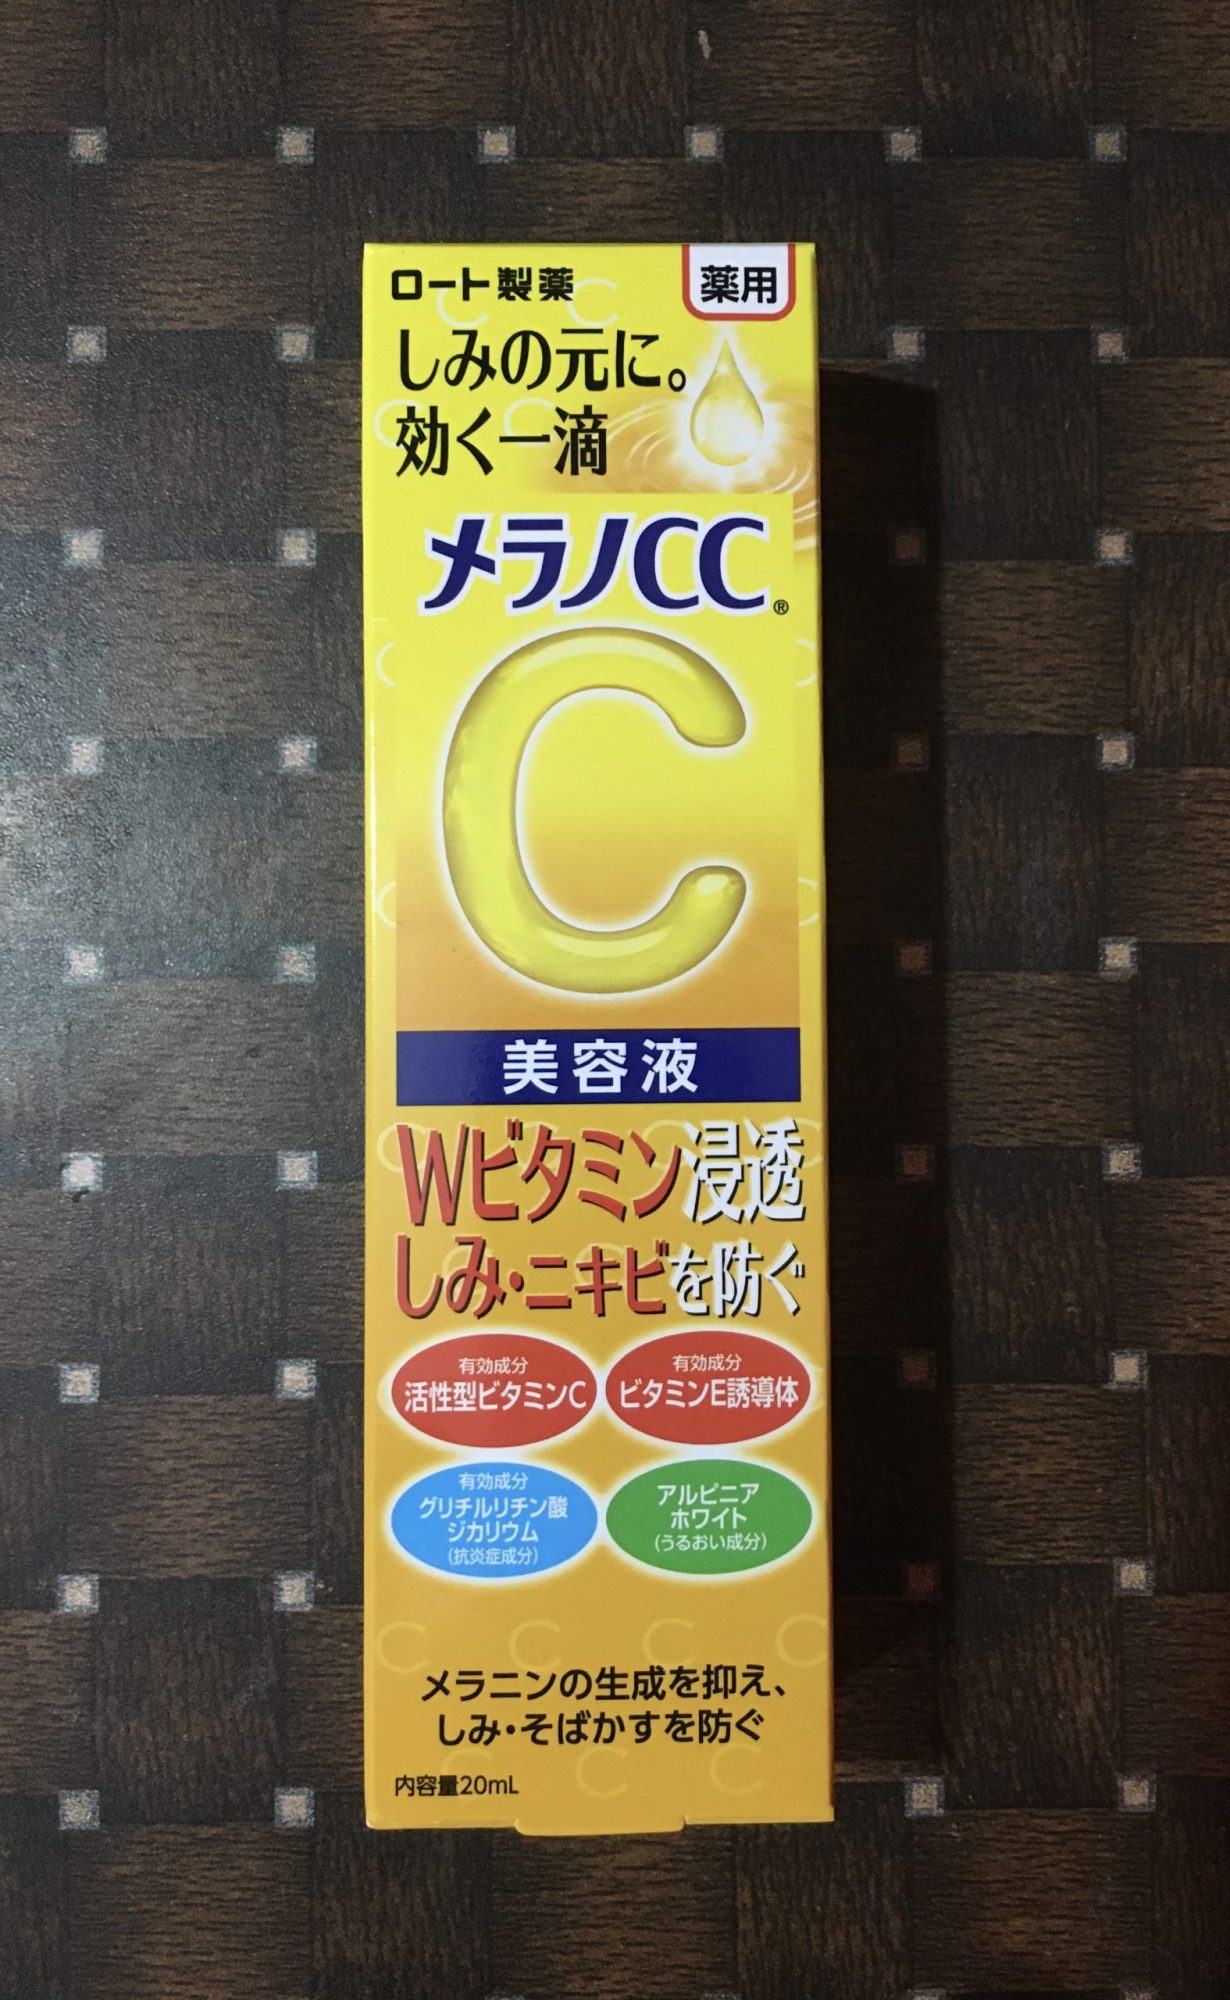 ロート製薬
薬用
しみの元に。
効く一滴
メラノCC®
C
美容液
Wビタミン浸透
しみ・ニキビを防ぐ
有効成分
活性型ビタミンC
有効成分
ビタミンE誘導体
有効成分
グリチルリチン酸
ジカリウム
(抗炎症成分)
アルピニア
ホワイト
(うるおい成分)
メラニンの生成を抑え、
しみ・そばかすを防ぐ
内容量20mL